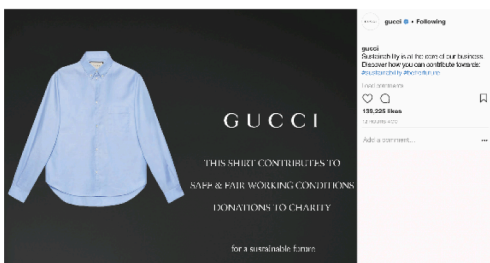 GUCCI
THIS SHIRT CONTRIBUTES TO
SAFE & FAIR WORKING CONDITIONS
DONATIONS TO CHARITY
for a sustainable future
gucci • Following
gucci
Sustainability is at the core of our business.
Discover how you can contribute towards:
#sustainability
138,225 likes
Add a comment...